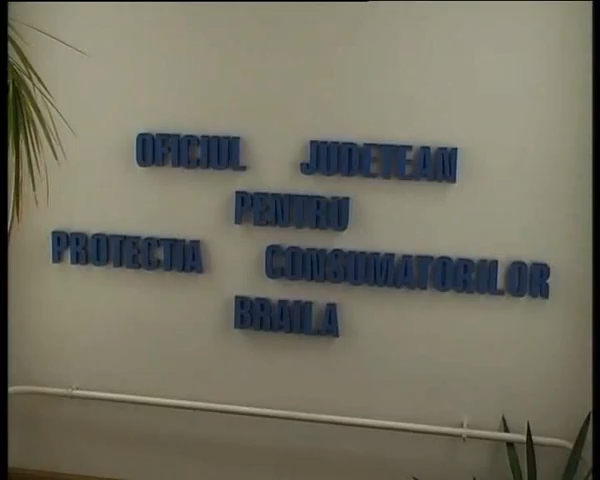 OFICIUL JUDETEAN
PENTRU
PROTECTIA CONSUMATORILOR
BRAILA